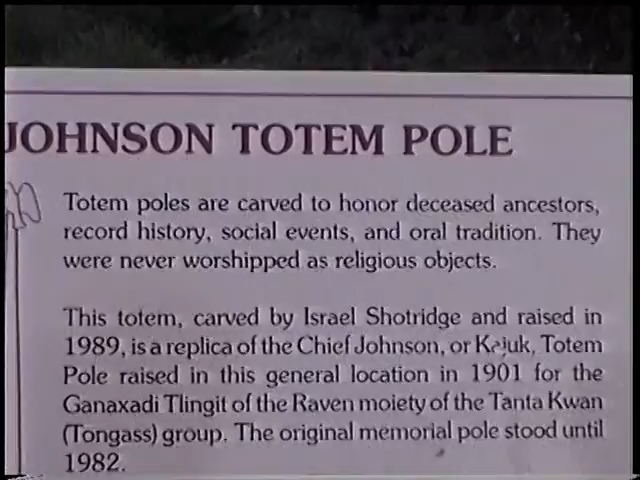 JOHNSON TOTEM POLE
Totem poles are carved to honor deceased ancestors,
record history, social events, and oral tradition. They
were never worshipped as religious objects.
This totem, carved by Israel Shotridge and raised in
1989, is a replica of the Chief Johnson, or Kajuk, Totem
Pole raised in this general location in 1901 for the
Ganaxadi Tlingit of the Raven moiety of the Tanta Kwan
(Tongass) group. The original memorial pole stood until
1982.